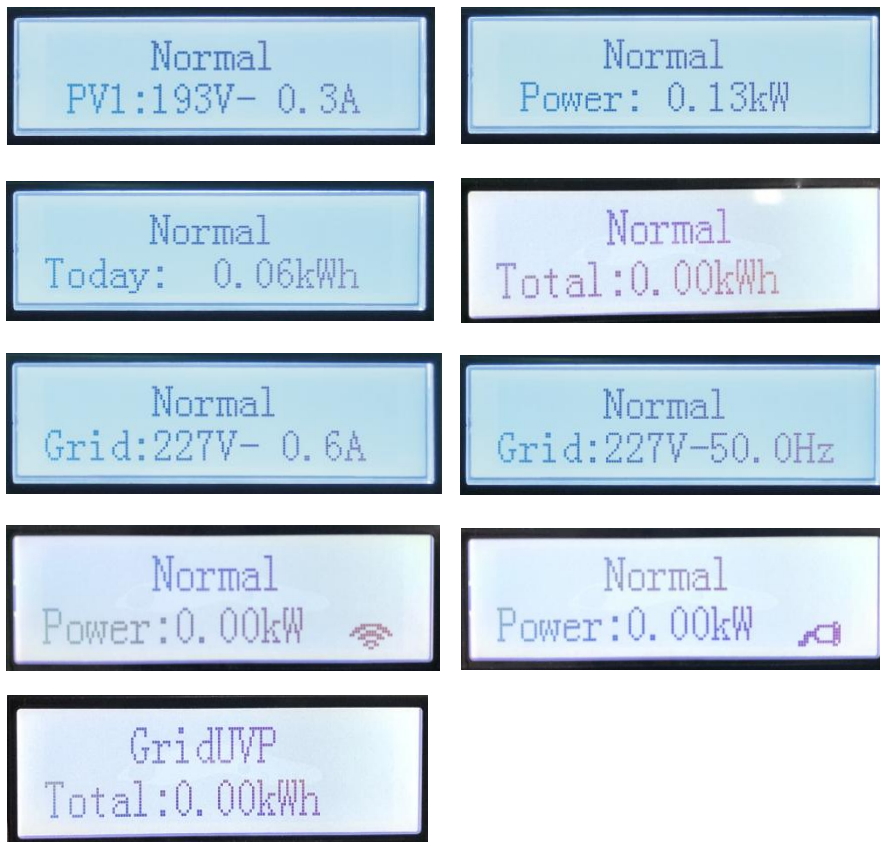 Normal
PV1:193V- 0.3A
Normal
Power: 0.13kW
Normal
Today: 0.06kWh
Normal
Total:0.00kWh
Normal
Grid:227V- 0.6A
Normal
Grid:227V-50.0Hz
Normal
Power:0.00kW
Normal
Power:0.00kW
GridUVP
Total:0.00kWh